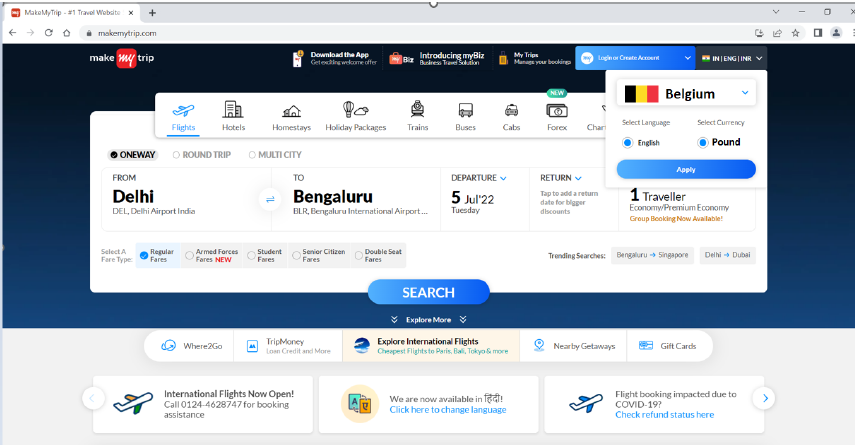 MakeMyTrip - #1 Travel Website
makemytrip.com
make my trip
Download the App
Get exciting welcome offer
Biz
Introducing myBiz
Business Travel Solution
My Trips
Manage your bookings
my
Login or Create Account
IN | ENG | INR
Belgium
Select Language
Select Currency
English
Pound
Apply
NEW
Flights
Hotels
Homestays
Holiday Packages
Trains
Buses
Cabs
Forex
Chart
ONEWAY
ROUND TRIP
MULTI CITY
FROM
Delhi
DEL, Delhi Airport India
TO
Bengaluru
BLR, Bengaluru International Airport ...
DEPARTURE
5 Jul'22
Tuesday
RETURN
Tap to add a return
date for bigger
discounts
1 Traveller
Economy/Premium Economy
Group Booking Now Available!
Select A
Fare Type:
Regular
Fares
Armed Forces
Fares NEW
Student
Fares
Senior Citizen
Fares
Double Seat
Fares
Trending Searches:
Bengaluru → Singapore
Delhi → Dubai
SEARCH
Explore More
Where2Go
TripMoney
Loan Credit and More
Explore International Flights
Cheapest Flights to Paris, Bali, Tokyo & more
Nearby Getaways
Gift Cards
International Flights Now Open!
Call 0124-4628747 for booking
assistance
We are now available in हिंदी!
Click here to change language
Flight booking impacted due to
COVID-19?
Check refund status here